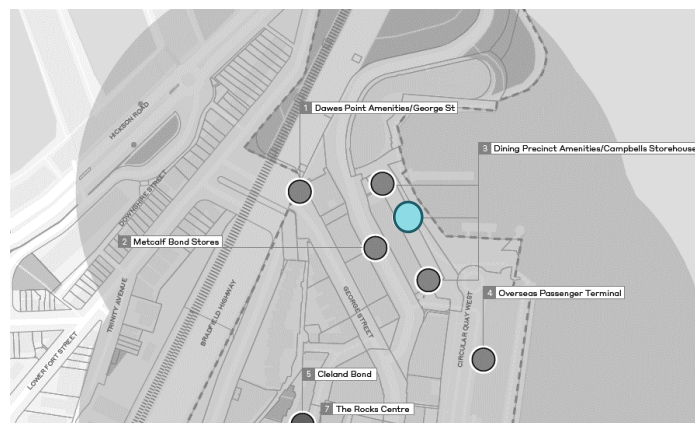 1 Dawes Point Amenities/George St
HICKSON ROAD
3 Dining Precinct Amenities/Campbells Storehouse
DOWNSHIRE STREET
2 Metcalf Bond Stores
TRINITY AVENUE
BRADFIELD HIGHWAY
GEORGE STREET
4 Overseas Passenger Terminal
CIRCULAR QUAY WEST
LOWER FORT STREET
5 Cleland Bond
7 The Rocks Centre